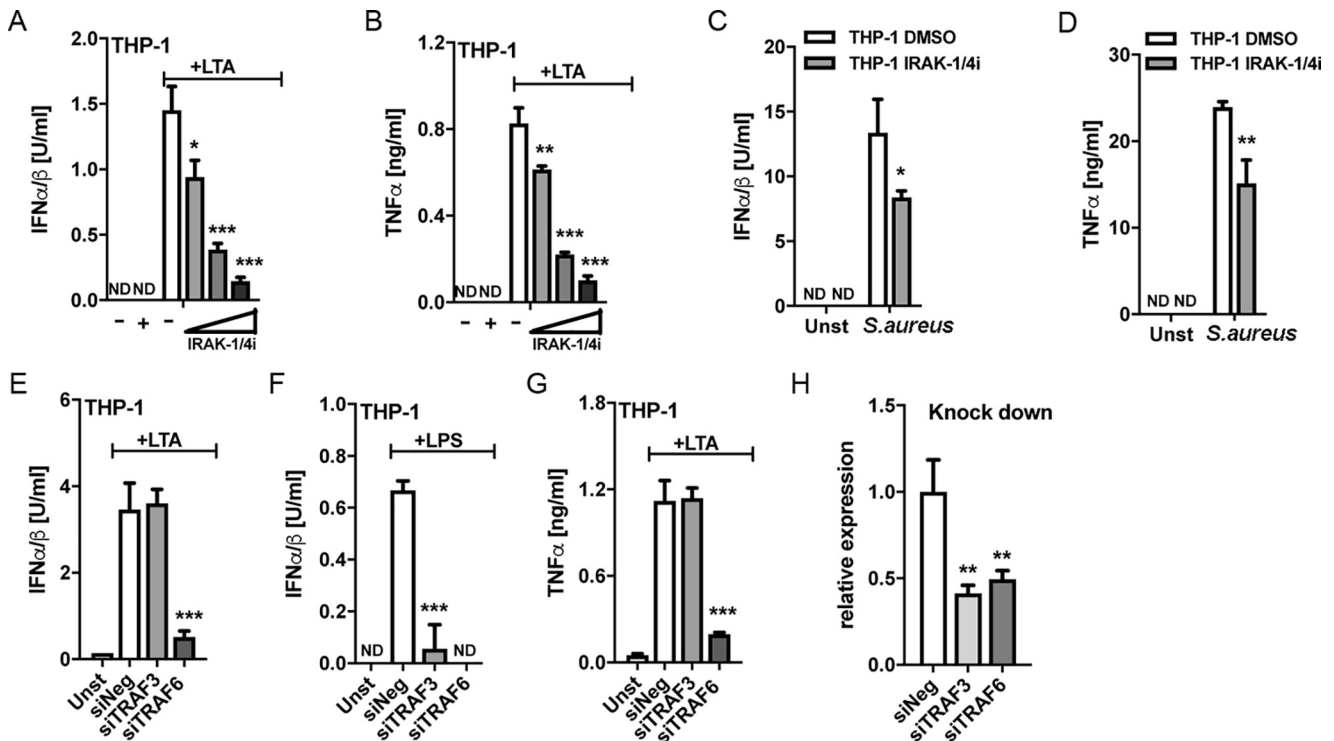 A
THP-1
+LTA
IFNα/β [U/ml]
2.0
1.5
1.0
0.5
0.0
ND ND
*
***
***
− + −
IRAK-1/4i
B
THP-1
+LTA
TNFα [ng/ml]
1.2
0.8
0.4
0.0
ND ND
**
***
***
− + −
IRAK-1/4i
C
THP-1 DMSO
THP-1 IRAK-1/4i
IFNα/β [U/ml]
20
15
10
5
0
ND ND
*
Unst
S.aureus
D
THP-1 DMSO
THP-1 IRAK-1/4i
TNFα [ng/ml]
30
20
10
0
ND ND
**
Unst
S.aureus
E
THP-1
+LTA
IFNα/β [U/ml]
6
4
2
0
***
Unst
siNeg
siTRAF3
siTRAF6
F
THP-1
+LPS
IFNα/β [U/ml]
1.0
0.8
0.6
0.4
0.2
0.0
ND
***
ND
Unst
siNeg
siTRAF3
siTRAF6
G
THP-1
+LTA
TNFα [ng/ml]
1.8
1.2
0.6
0.0
***
Unst
siNeg
siTRAF3
siTRAF6
H
Knock down
relative expression
1.5
1.0
0.5
0.0
**
**
siNeg
siTRAF3
siTRAF6